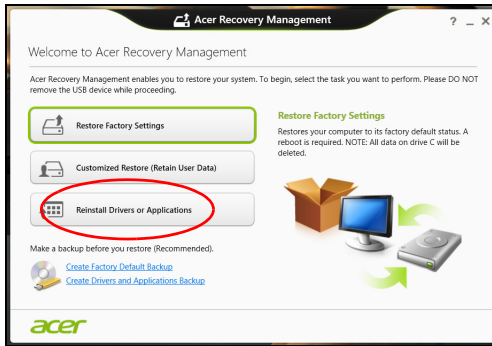 Acer Recovery Management
? _ X
Welcome to Acer Recovery Management
Acer Recovery Management enables you to restore your system. To begin, select the task you want to perform. Please DO NOT
remove the USB device while proceeding.
Restore Factory Settings
Customized Restore (Retain User Data)
Reinstall Drivers or Applications
Restore Factory Settings
Restores your computer to its factory default status. A
reboot is required. NOTE: All data on drive C will be
deleted.
Make a backup before you restore (Recommended).
Create Factory Default Backup
Create Drivers and Applications Backup
acer